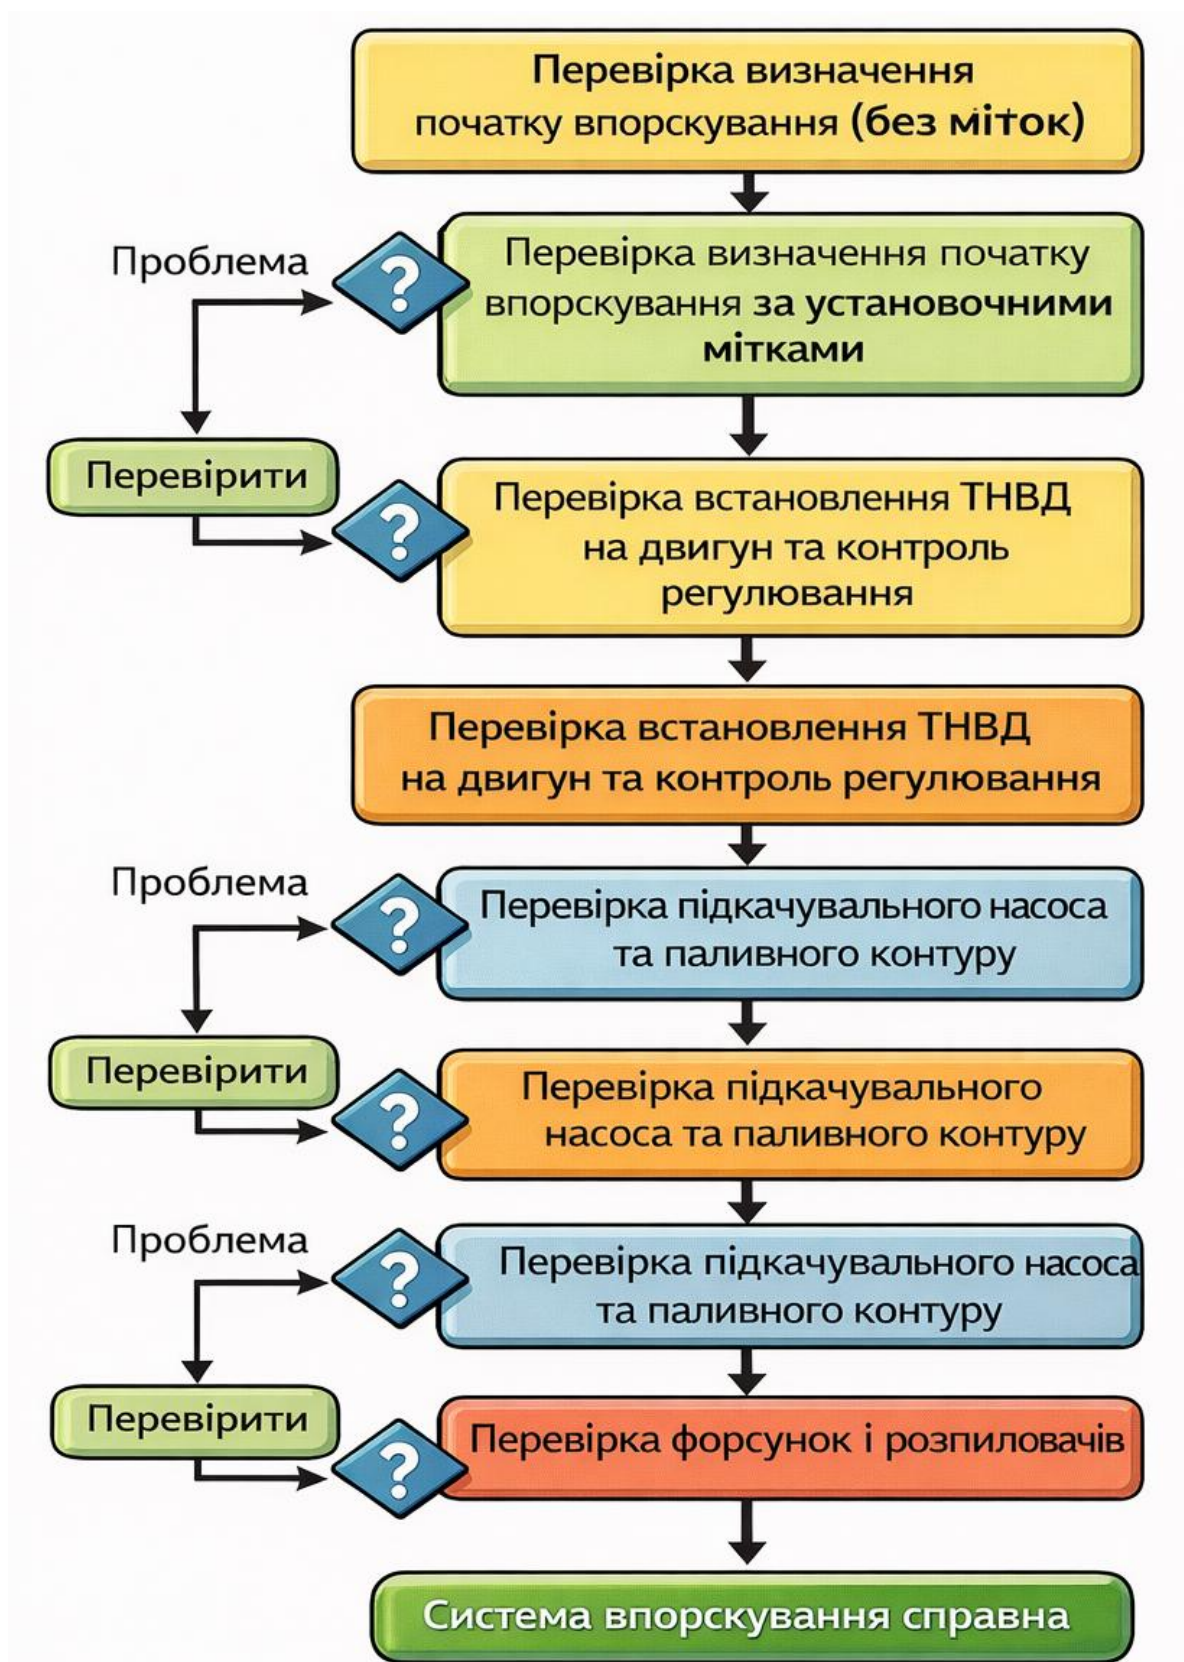 Перевірка визначення
початку впорскування (без міток)
Проблема
?
Перевірка визначення початку
впорскування за установочними
мітками
Перевірити
?
Перевірка встановлення ТНВД
на двигун та контроль
регулювання
Перевірка встановлення ТНВД
на двигун та контроль регулювання
Проблема
?
Перевірка підкачувального насоса
та паливного контуру
Перевірити
?
Перевірка підкачувального
насоса та паливного контуру
Проблема
?
Перевірка підкачувального насоса
та паливного контуру
Перевірити
?
Перевірка форсунок і розпиловачів
Система впорскування справна